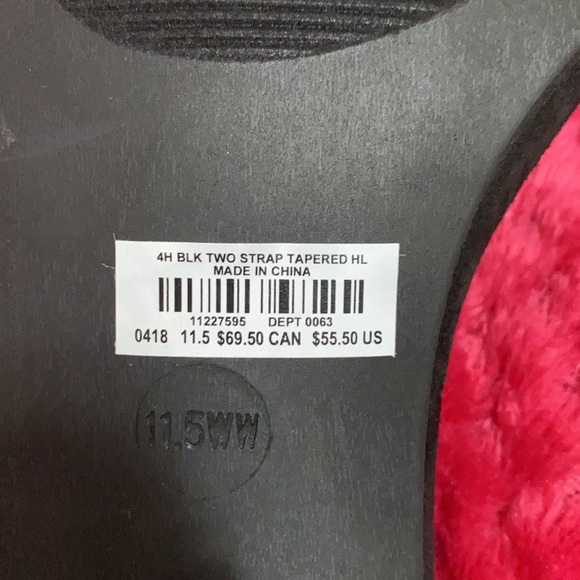 4H BLK TWO STRAP TAPERED HL
MADE IN CHINA
11227595 DEPT 0063
0418 11.5 $69.50 CAN $55.50 US
11.5WW